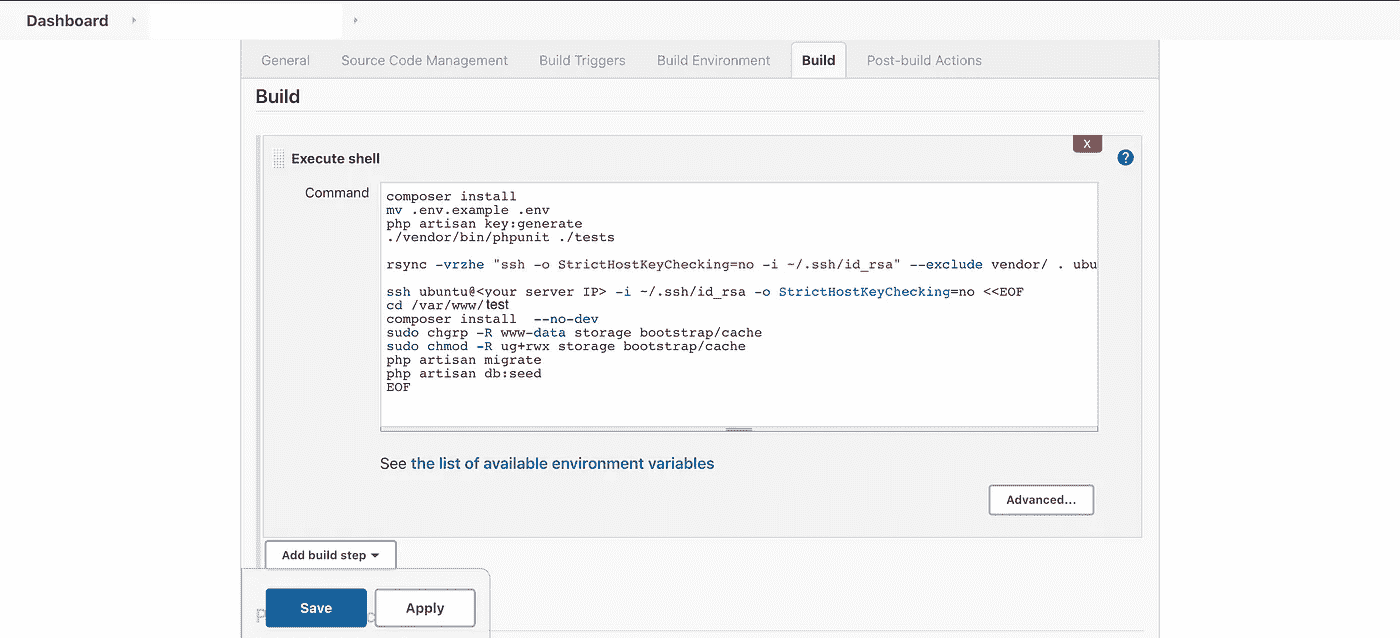 Dashboard
General Source Code Management Build Triggers Build Environment Build Post-build Actions
Build
X
Execute shell
?
Command
composer install
mv .env.example .env
php artisan key:generate
./vendor/bin/phpunit ./tests
rsync -vrzhe "ssh -o StrictHostKeyChecking=no -i ~/.ssh/id_rsa" --exclude vendor/ . ubu
ssh ubuntu@<your server IP> -i ~/.ssh/id_rsa -o StrictHostKeyChecking=no <<EOF
cd /var/www/test
composer install  --no-dev
sudo chgrp -R www-data storage bootstrap/cache
sudo chmod -R ug+rwx storage bootstrap/cache
php artisan migrate
php artisan db:seed
EOF
See the list of available environment variables
Advanced...
Add build step
Save Apply